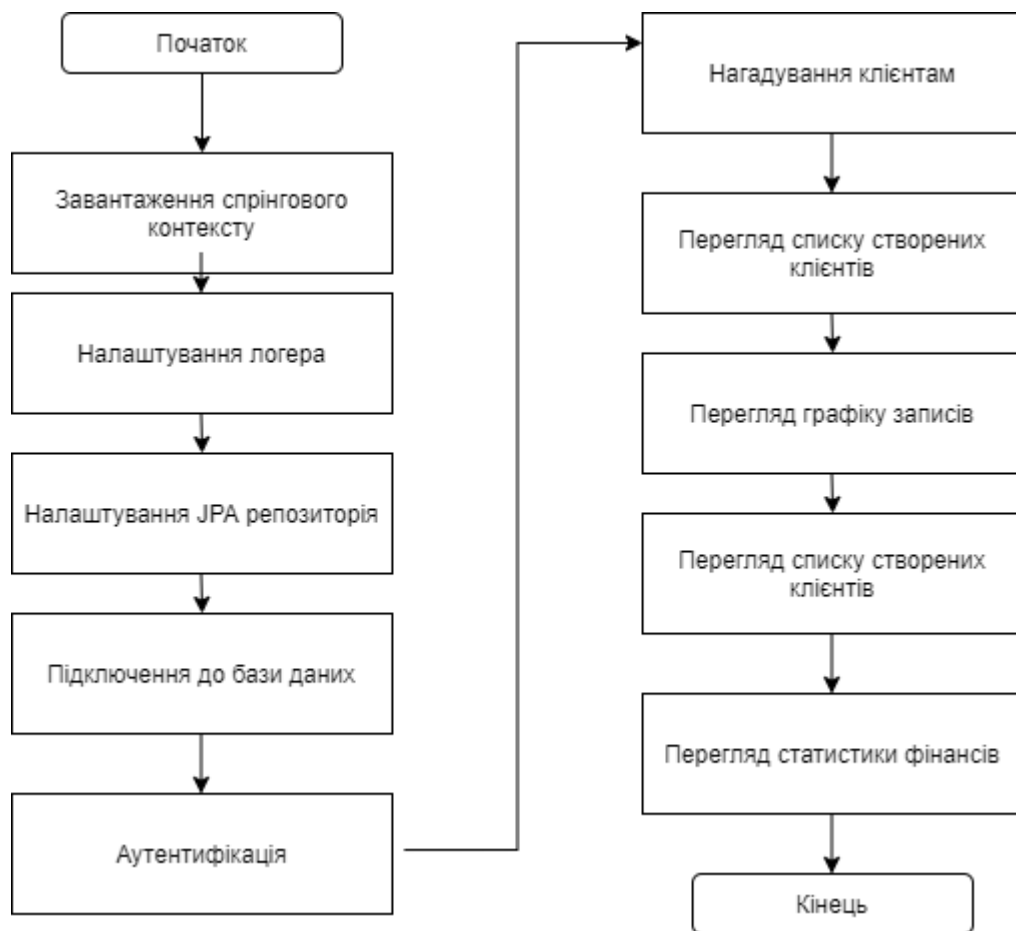 Початок
Завантаження спрінгового
контексту
Налаштування логера
Налаштування JPA репозиторія
Підключення до бази даних
Аутентифікація
Нагадування клієнтам
Перегляд списку створених
клієнтів
Перегляд графіку записів
Перегляд списку створених
клієнтів
Перегляд статистики фінансів
Кінець